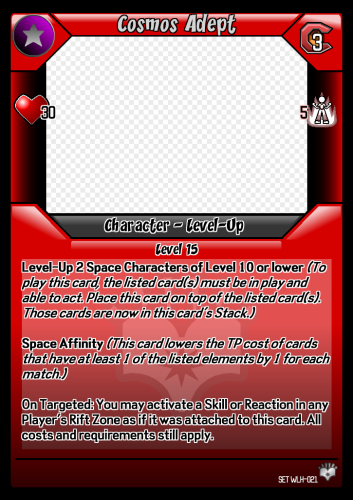 Cosmos Adept
3
30
5
Character - Level-Up
Level 15
Level-Up 2 Space Characters of Level 10 or lower (To
play this card, the listed card(s) must be in play and
able to act. Place this card on top of the listed card(s).
Those cards are now in this card's Stack.)
Space Affinity (This card lowers the TP cost of cards
that have at least 1 of the listed elements by 1 for each
match.)
On Targeted: You may activate a Skill or Reaction in any
Player's Rift Zone as if it was attached to this card. All
costs and requirements still apply.
SET WLH-021